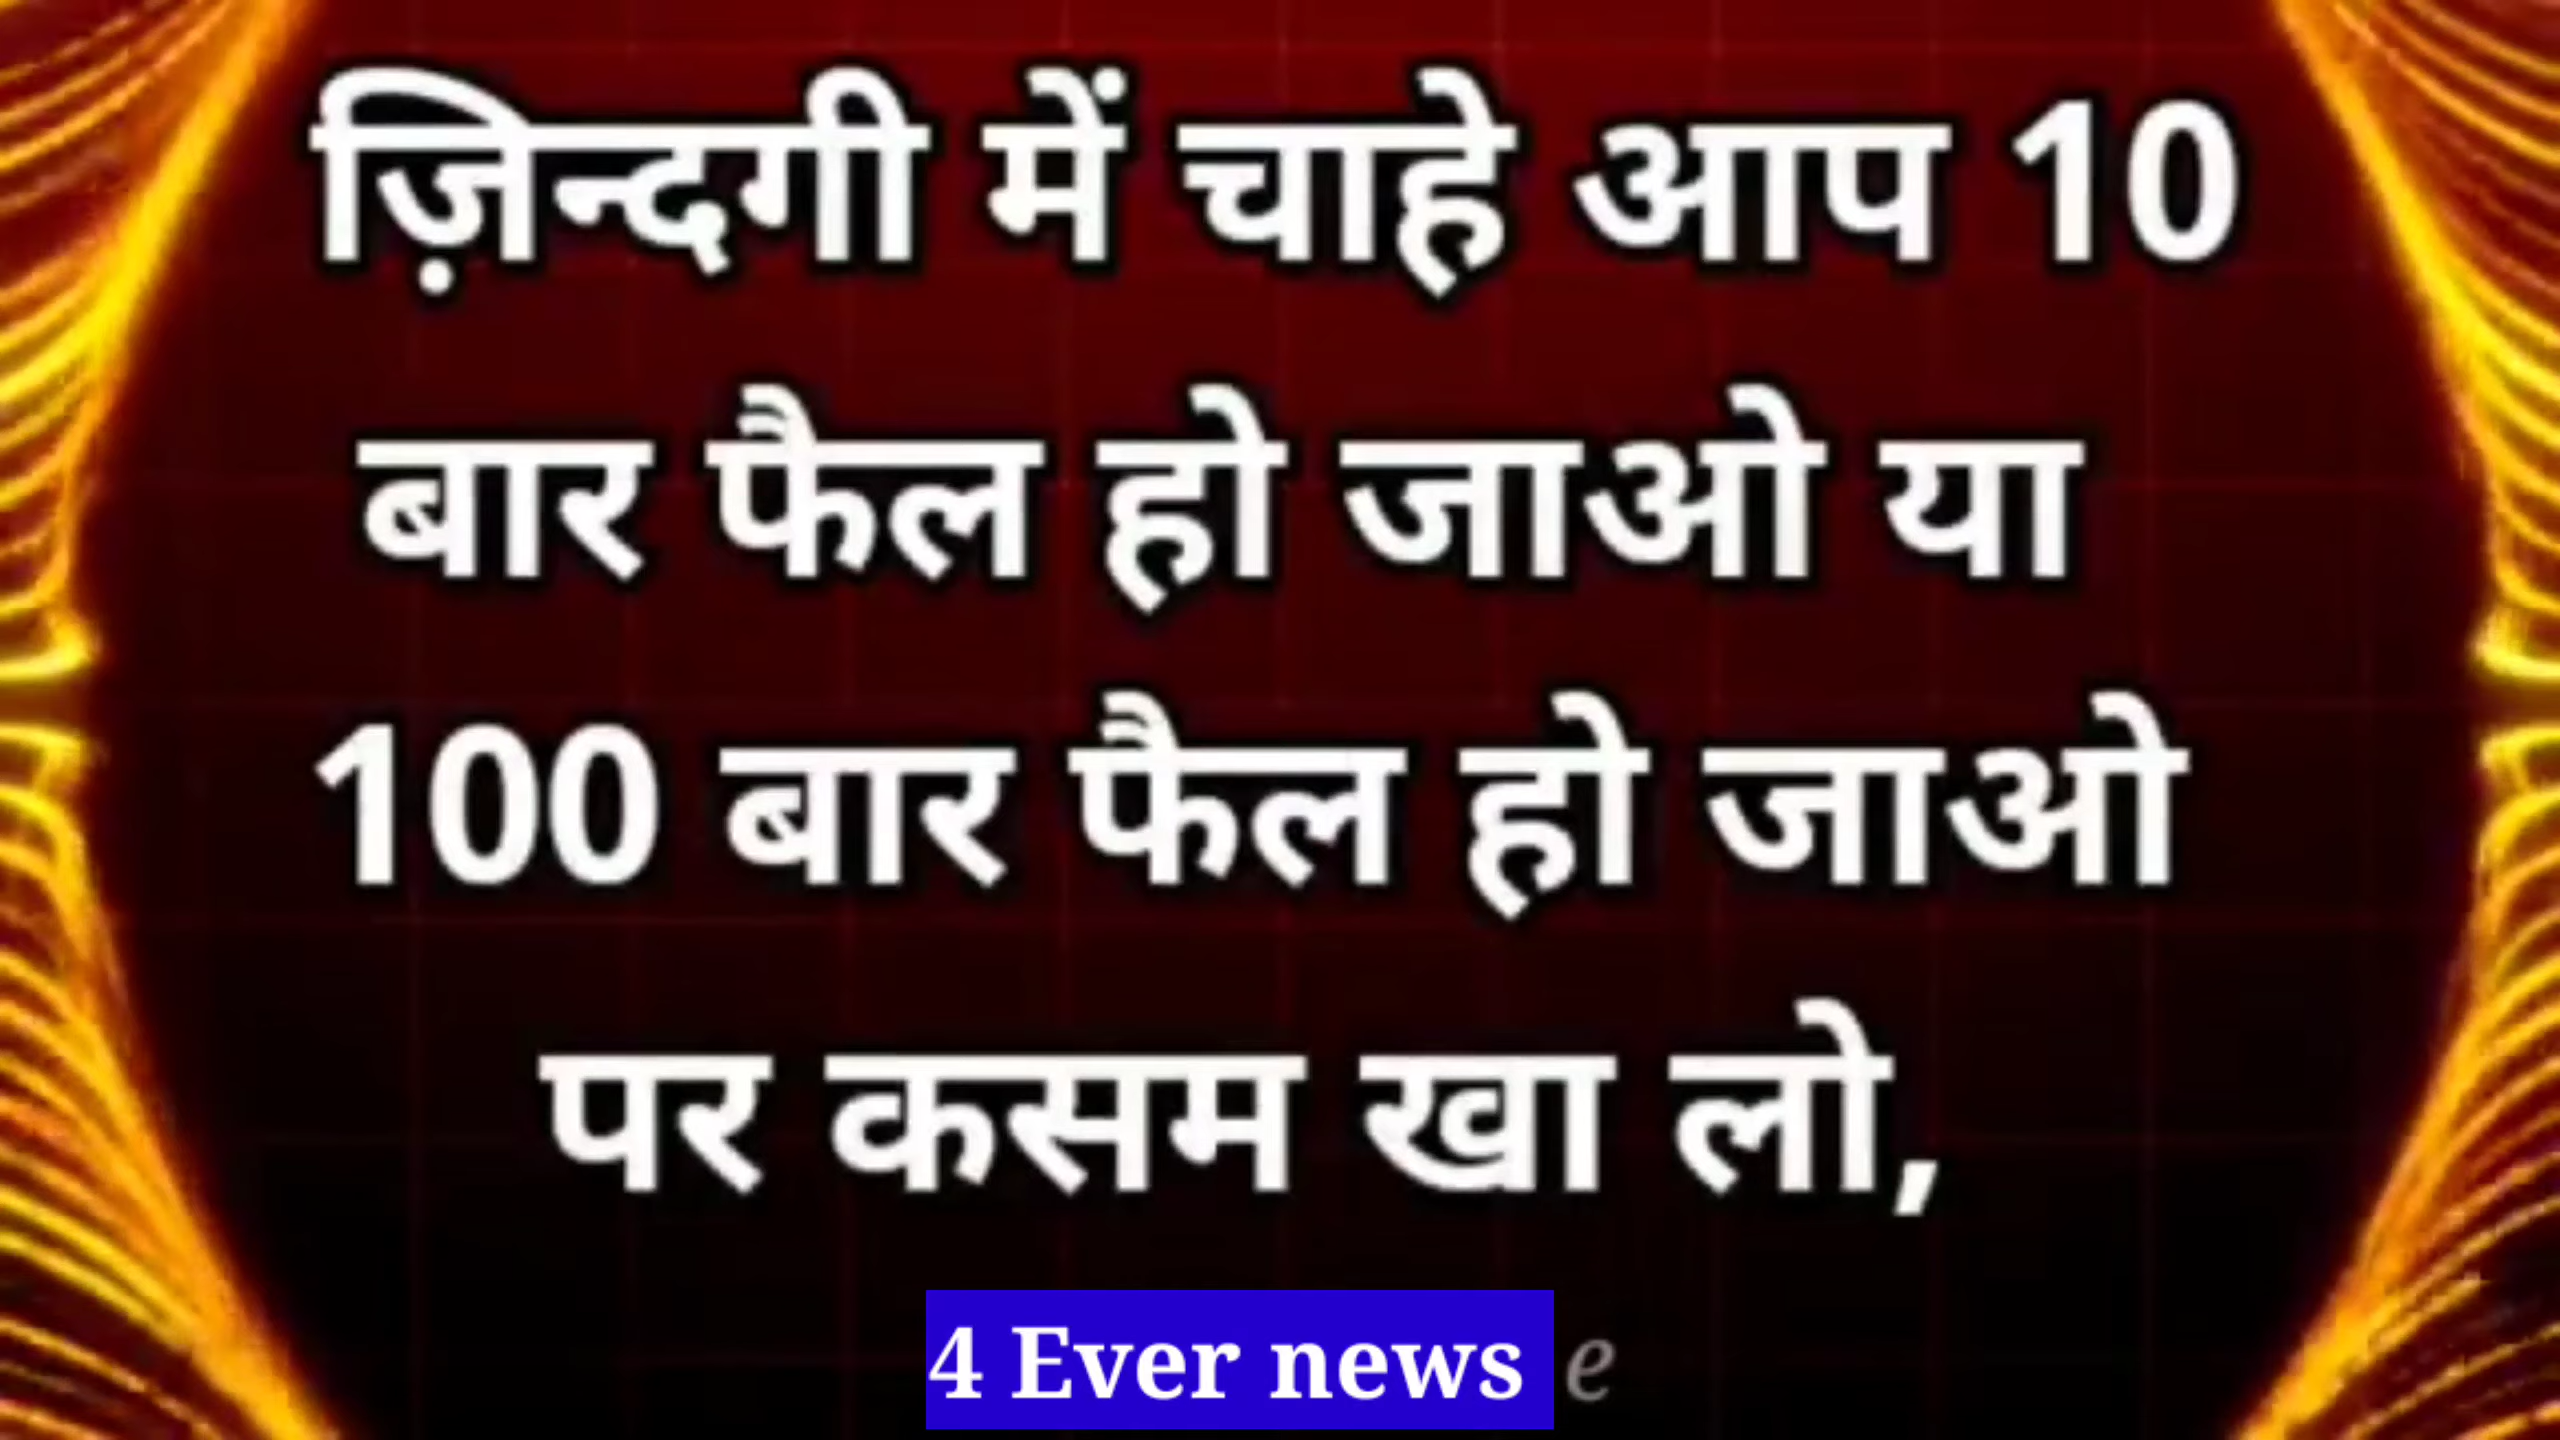 ज़िन्दगी में चाहे आप 10
बार फैल हो जाओ या
100 बार फैल हो जाओ
पर कसम खा लो,
4 Ever news e